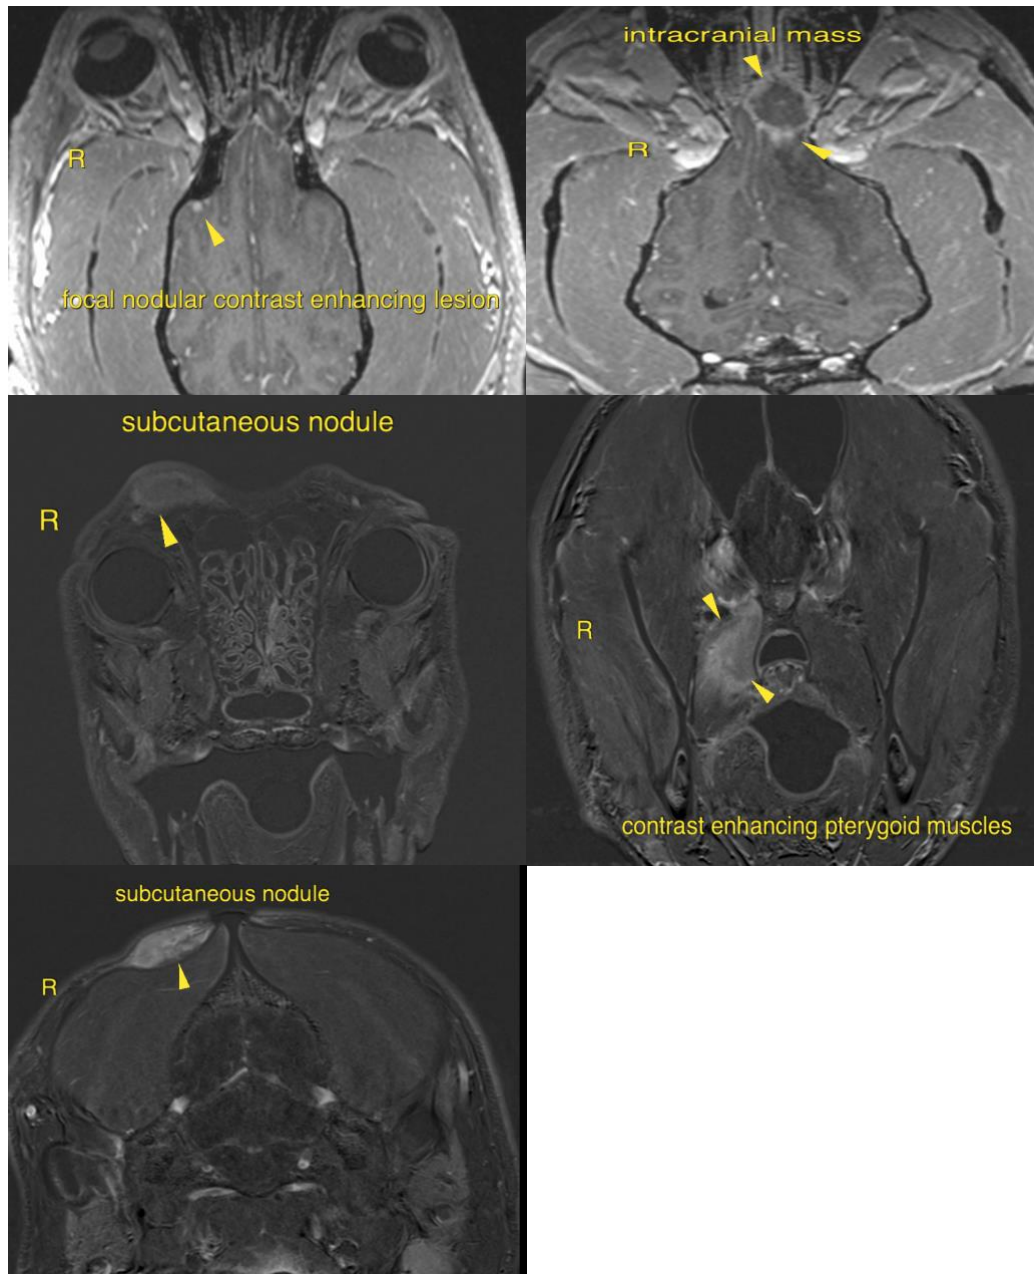 intracranial mass
R
R
focal nodular contrast enhancing lesion
subcutaneous nodule
R
R
contrast enhancing pterygoid muscles
subcutaneous nodule
R